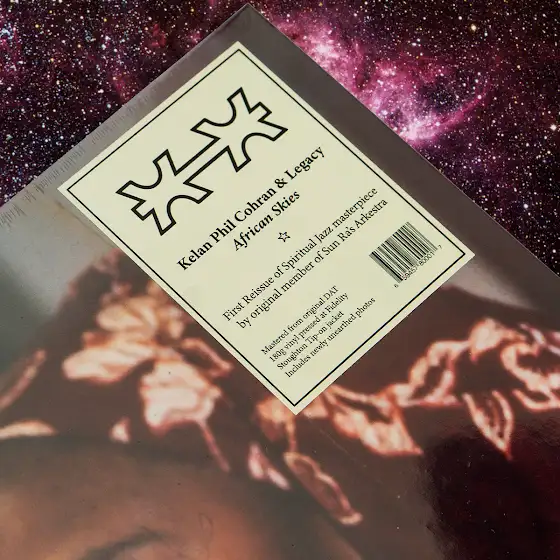 Kelan Phil Cohran & Legacy
African Skies
First Reissue of Spiritual Jazz masterpiece
by original member of Sun Ra's Arkestra
Mastered from original DAT
180g vinyl pressed at Fidelity
Stoughton Tip-on jacket
Includes newly unearthed photos